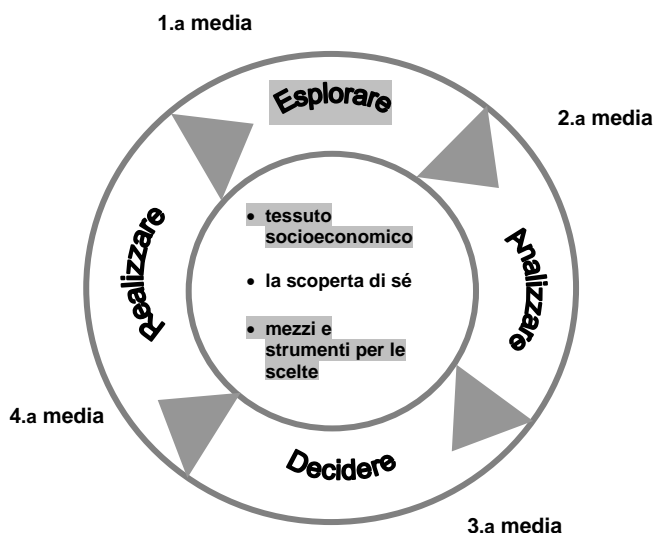 1.a media
Esplorare
2.a media
• tessuto
socioeconomico
• la scoperta di sé
• mezzi e
strumenti per le
scelte
Realizzare
Analizzare
4.a media
Decidere
3.a media